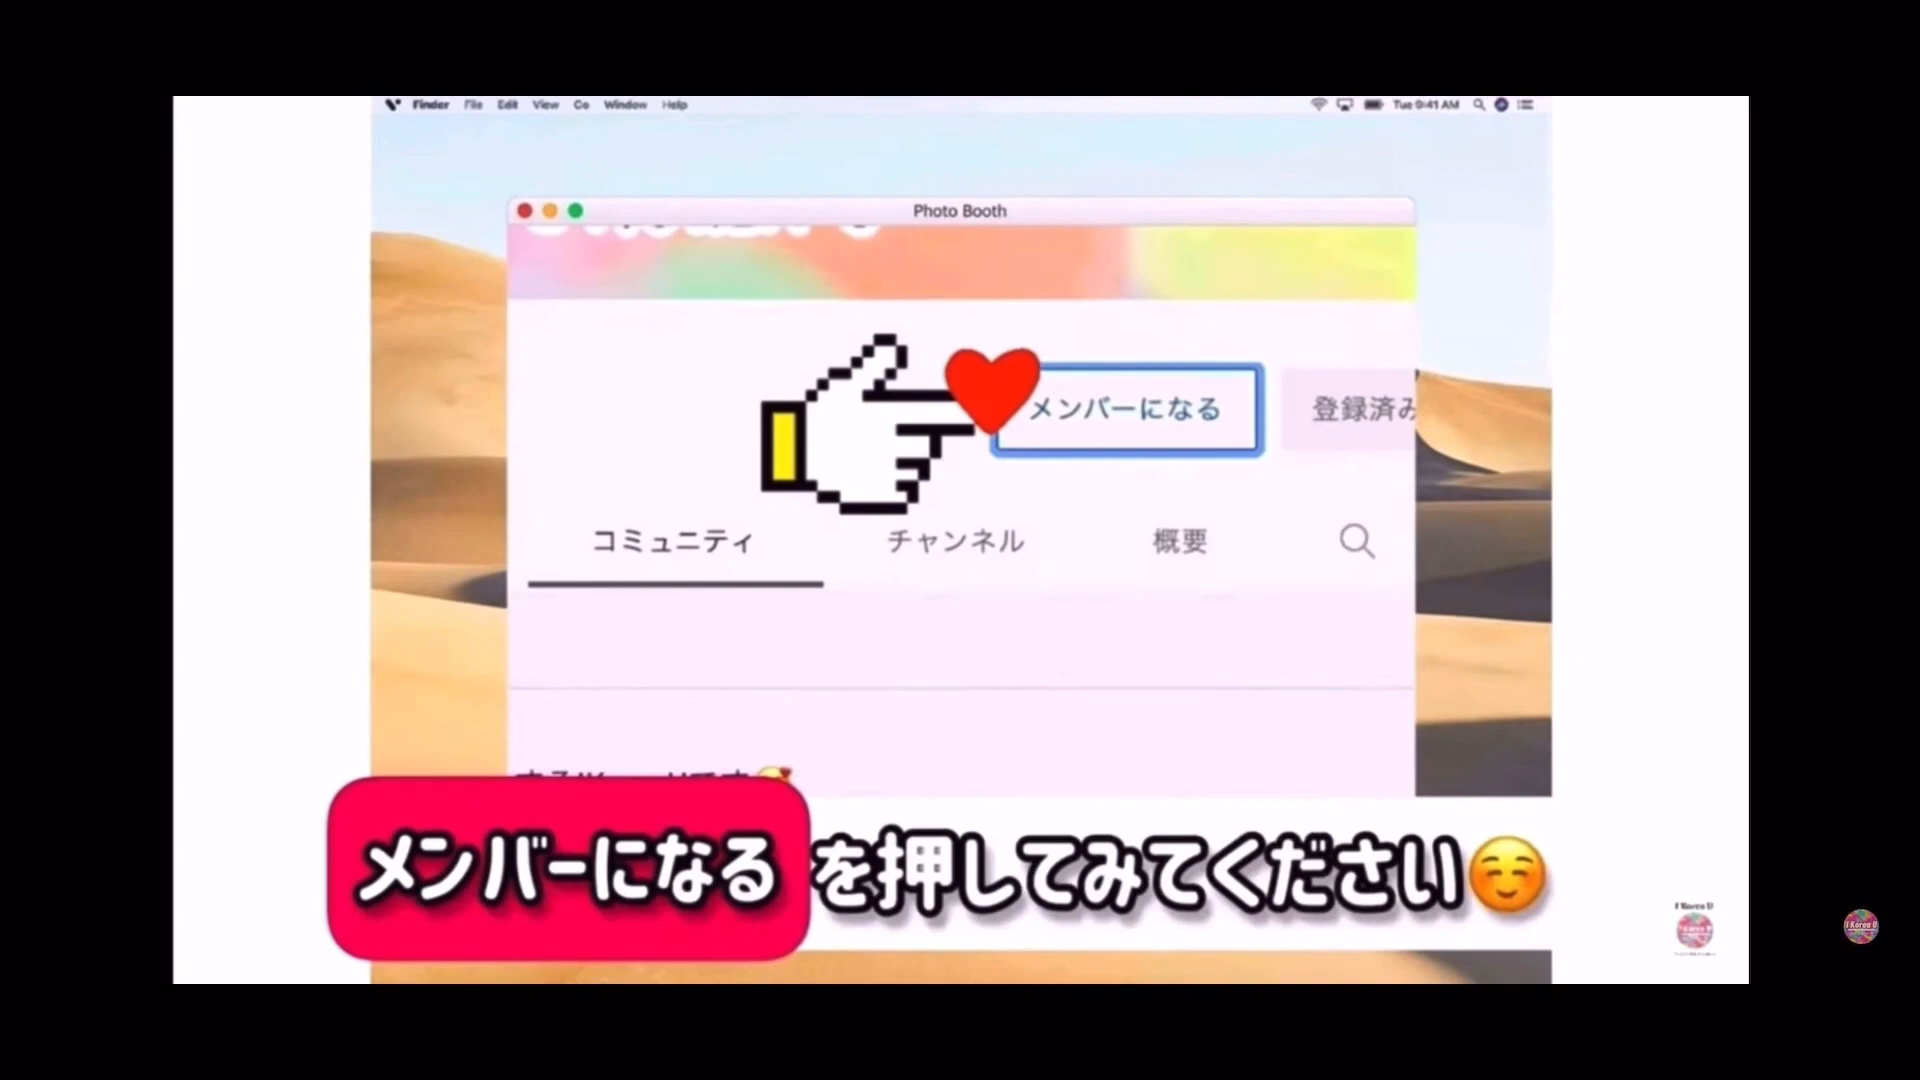 Finder File Edit View Go Window Help
Tue 9:41 AM
Photo Booth
メンバーになる
登録済み
コミュニティ
チャンネル
概要
メンバーになる を押してみてください
I Korea U
I Korea U